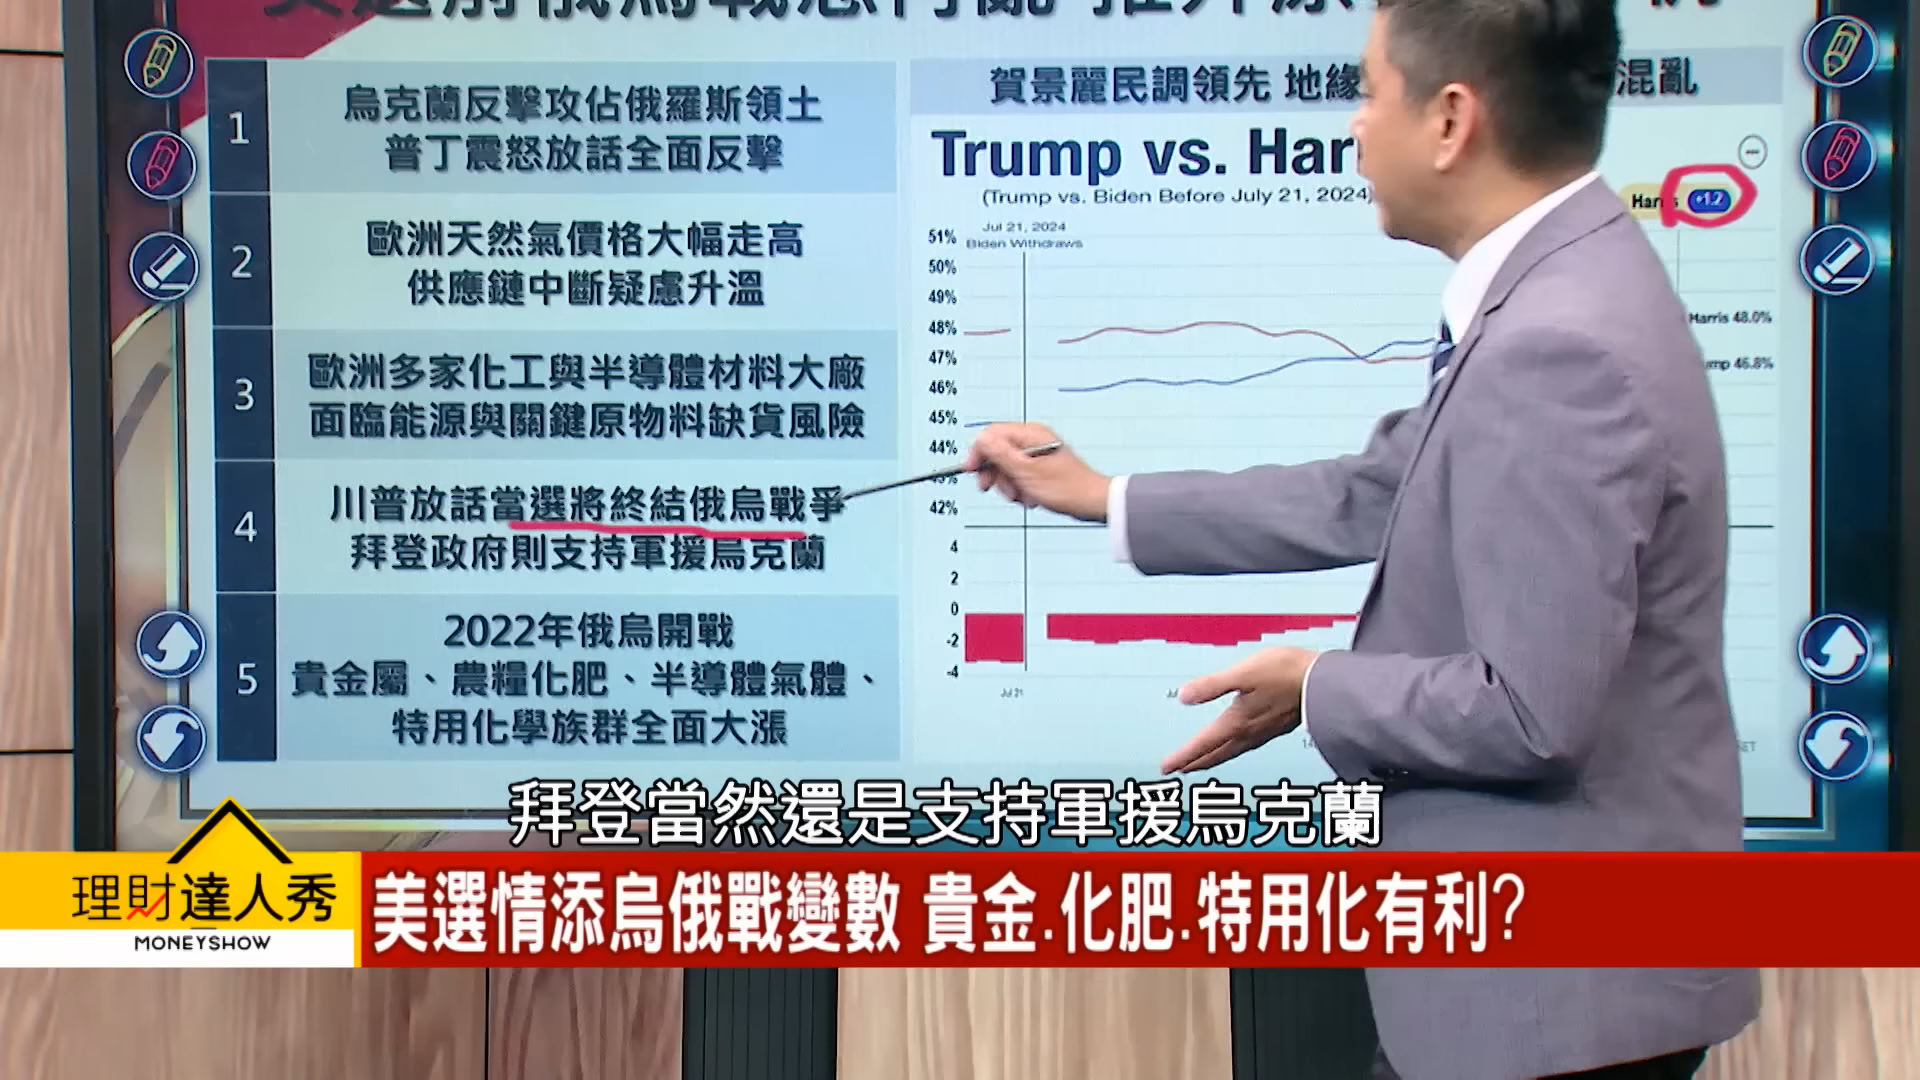 1
烏克蘭反擊攻佔俄羅斯領土
普丁震怒放話全面反擊
2
歐洲天然氣價格大幅走高
供應鏈中斷疑慮升溫
3
歐洲多家化工與半導體材料大廠
面臨能源與關鍵原物料缺貨風險
4
川普放話當選將終結俄烏戰爭
拜登政府則支持軍援烏克蘭
5
2022年俄烏開戰
貴金屬、農糧化肥、半導體氣體、
特用化學族群全面大漲
賀景麗民調領先 地緣
混亂
Trump vs. Har
(Trump vs. Biden Before July 21, 2024)
Harris +1.2
Jul 21, 2024
Biden Withdraws
51%
50%
49%
48%
47%
46%
45%
44%
43%
42%
4
2
0
-2
-4
Harris 48.0%
ump 46.8%
Jul 21
拜登當然還是支持軍援烏克蘭
理財達人秀
MONEYSHOW
美選情添烏俄戰變數 貴金.化肥.特用化有利?